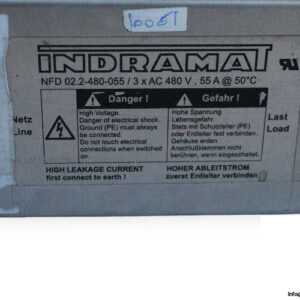 10051
INDRAMAT
NFD 02.2-480-055 / 3 x AC 480 V , 55 A @ 50°C
Netz
Line
Danger !
High Voltage.
Danger of electrical shock.
Ground (PE) must always
be connected.
Do not touch electrical
connections when switched
on.
Gefahr !
Hohe Spannung.
Lebensgefahr.
Stets mit Schutzleiter (PE)
oder Erdleiter fest verbinden.
Gehäuse erden.
Anschlußklemmen nicht
berühren, wenn eingeschaltet.
Last
Load
HIGH LEAKAGE CURRENT
first connect to earth !
HOHER ABLEITSTROM
zuerst Erdleiter verbinden